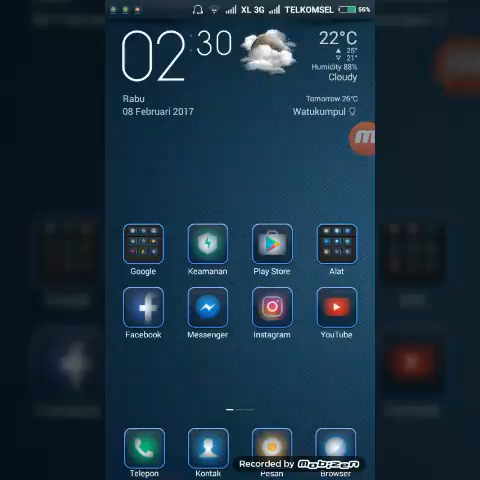 XL 3G TELKOMSEL 56%
02 30
22°C
25°
21°
Humidity 88%
Cloudy
Rabu
08 Februari 2017
Tomorrow 26°C
Watukumpul
Google Keamanan Play Store Alat
Facebook Messenger Instagram YouTube
Telepon Kontak Pesan Browser
Recorded by Mobizen